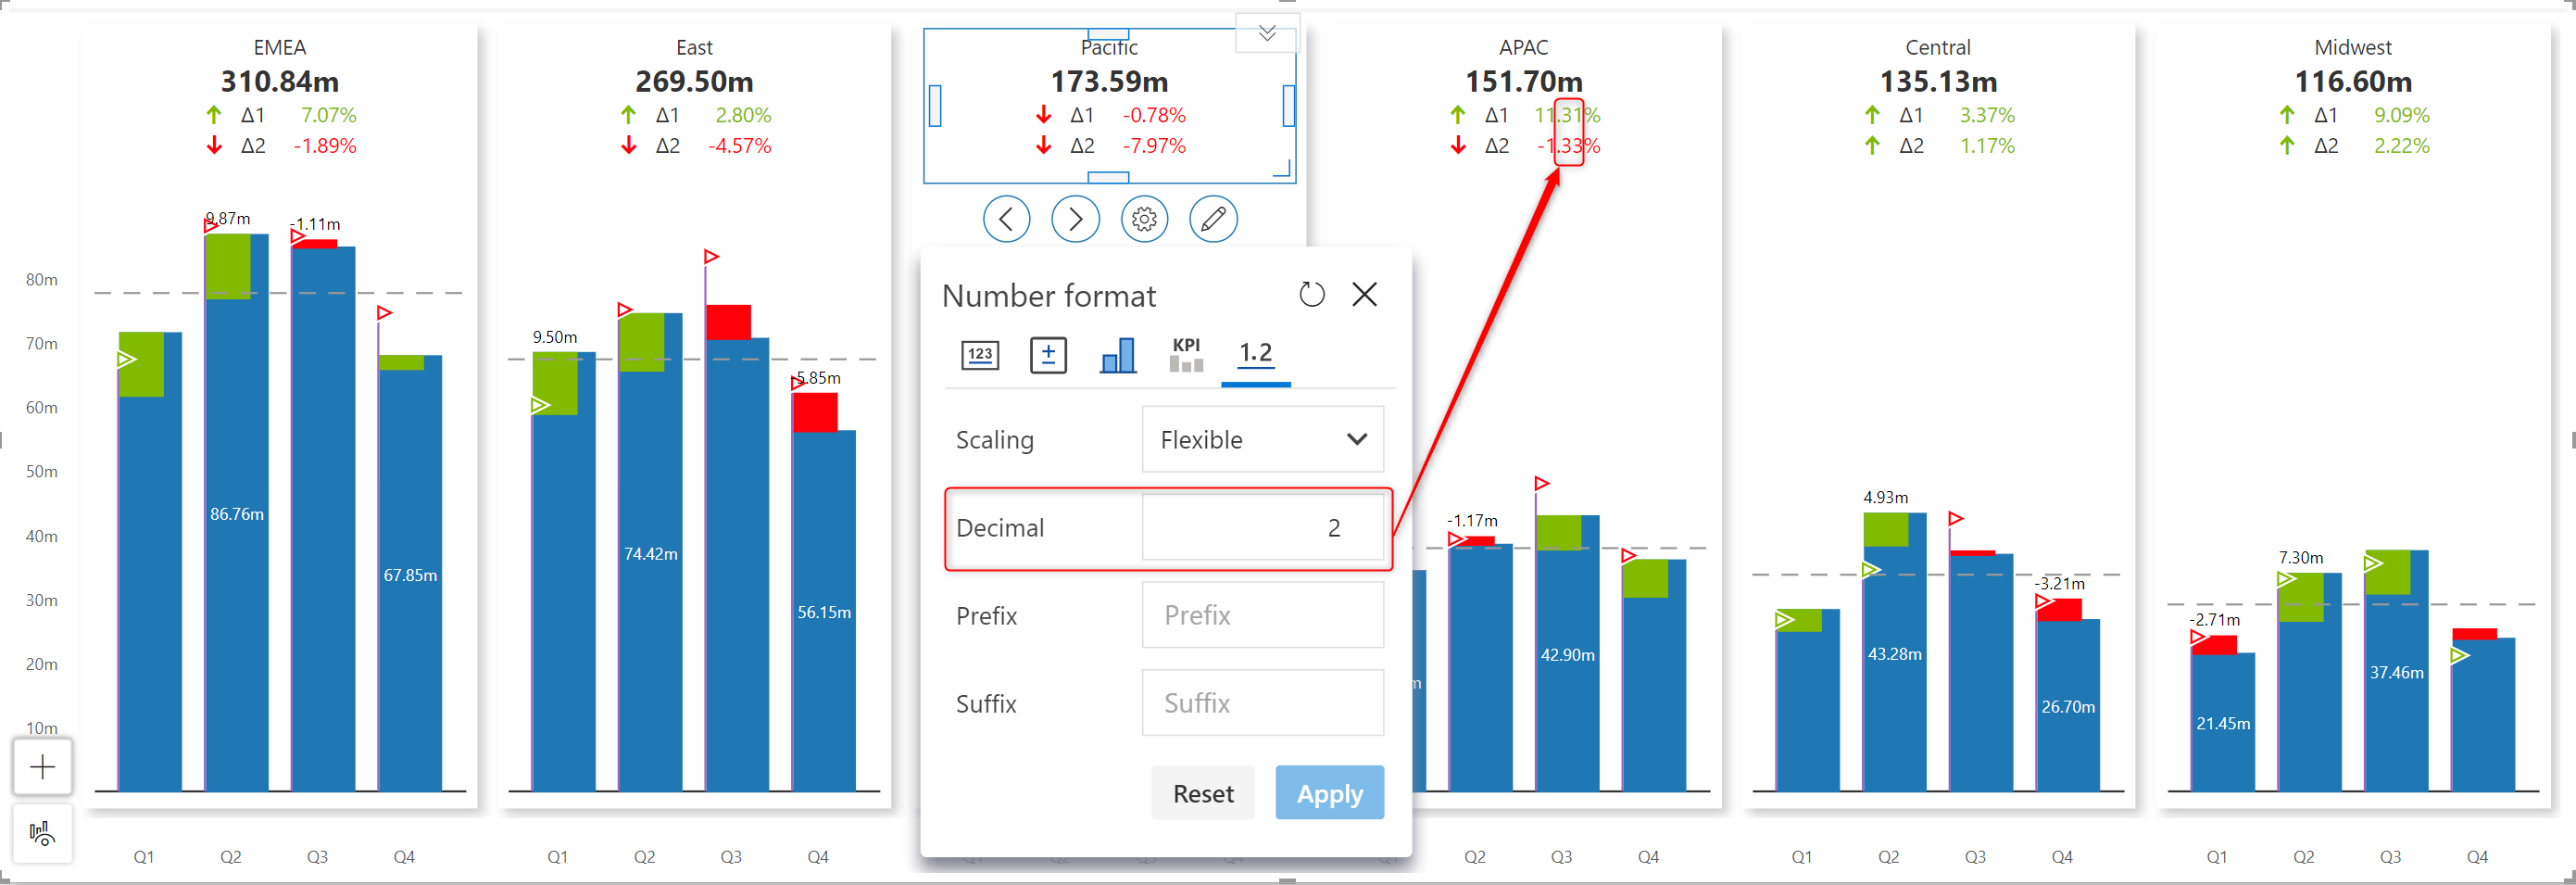 EMEA
310.84m
Δ1 7.07%
Δ2 -1.89%
East
269.50m
Δ1 2.80%
Δ2 -4.57%
Pacific
173.59m
Δ1 -0.78%
Δ2 -7.97%
APAC
151.70m
Δ1 11.31%
Δ2 -1.33%
Central
135.13m
Δ1 3.37%
Δ2 1.17%
Midwest
116.60m
Δ1 9.09%
Δ2 2.22%
80m
70m
60m
50m
40m
30m
20m
10m
9.87m
-1.11m
86.76m
67.85m
Q1 Q2 Q3 Q4
9.50m
-5.85m
74.42m
56.15m
Q1 Q2 Q3 Q4
Number format
123
KPI
1.2
Scaling Flexible
Decimal 2
Prefix Prefix
Suffix Suffix
Reset Apply
-1.17m
42.90m
m
Q2 Q3 Q4
4.93m
-3.21m
43.28m
26.70m
Q1 Q2 Q3 Q4
7.30m
-2.71m
37.46m
21.45m
Q1 Q2 Q3 Q4